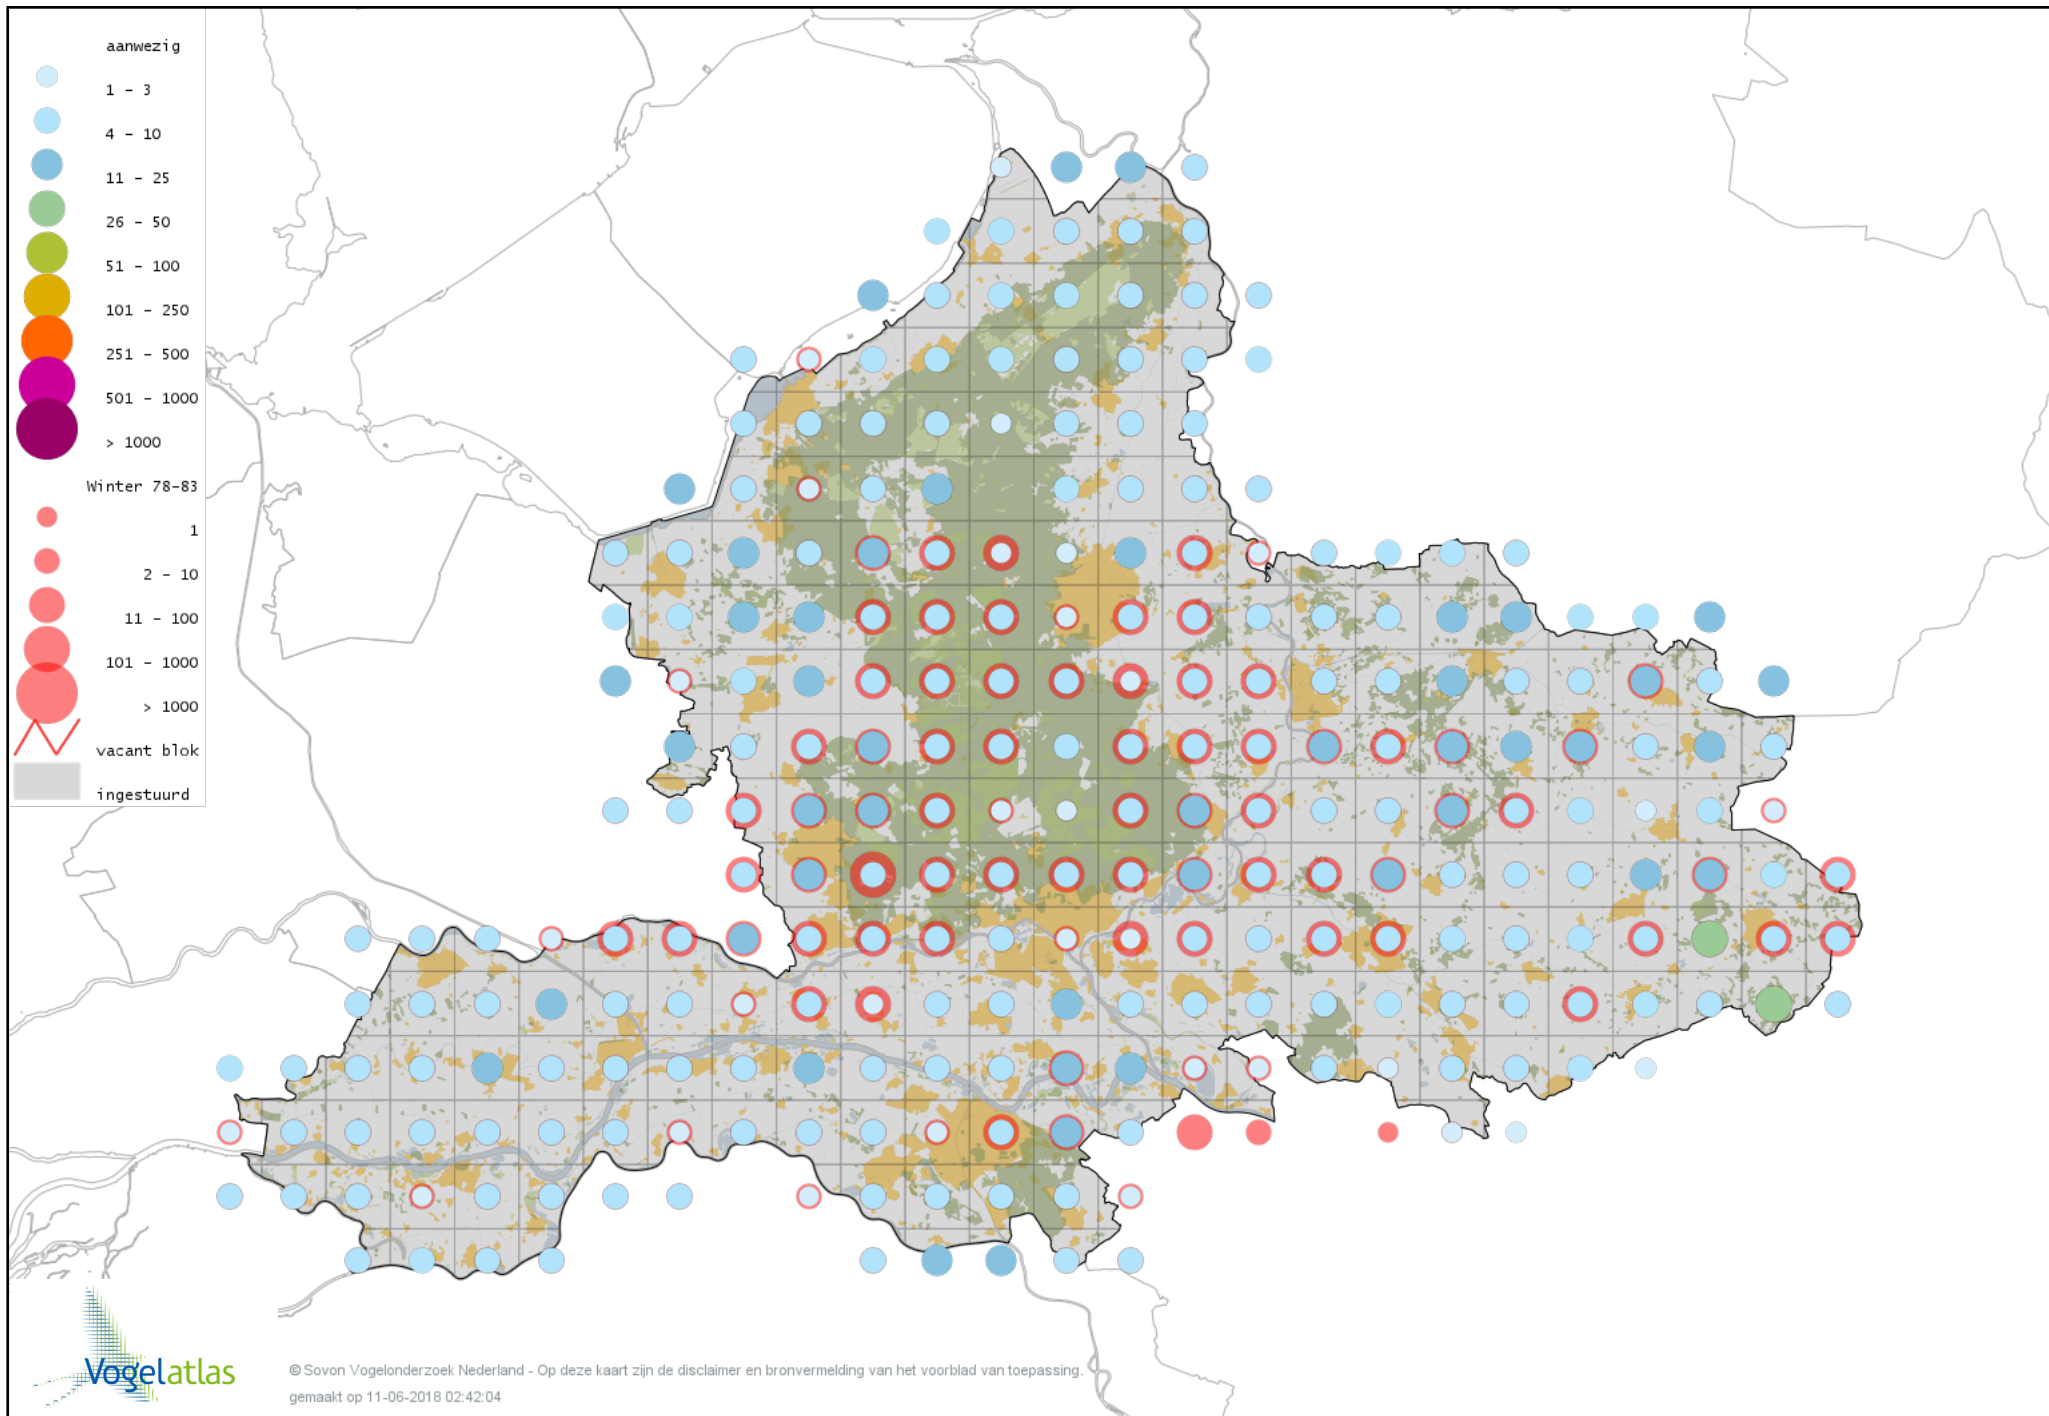 aanwezig
1 - 3
4 - 10
11 - 25
26 - 50
51 - 100
101 - 250
251 - 500
501 - 1000
> 1000
Winter 78-83
1
2 - 10
11 - 100
101 - 1000
> 1000
vacant blok
ingestuurd
Vogelatlas
© Sovon Vogelonderzoek Nederland - Op deze kaart zijn de disclaimer en bronvermelding van het voorblad van toepassing.
gemaakt op 11-06-2018 02:42:04